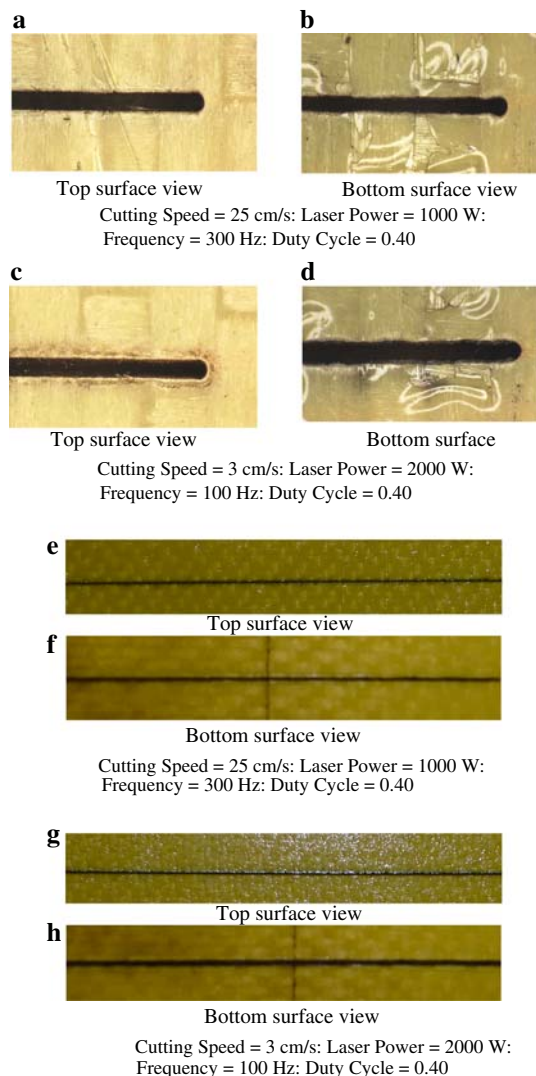 a
b
Top surface view
Bottom surface view
Cutting Speed = 25 cm/s: Laser Power = 1000 W:
Frequency = 300 Hz: Duty Cycle = 0.40
c
d
Top surface view
Bottom surface
Cutting Speed = 3 cm/s: Laser Power = 2000 W:
Frequency = 100 Hz: Duty Cycle = 0.40
e
Top surface view
f
Bottom surface view
Cutting Speed = 25 cm/s: Laser Power = 1000 W:
Frequency = 300 Hz: Duty Cycle = 0.40
g
Top surface view
h
Bottom surface view
Cutting Speed = 3 cm/s: Laser Power = 2000 W:
Frequency = 100 Hz: Duty Cycle = 0.40